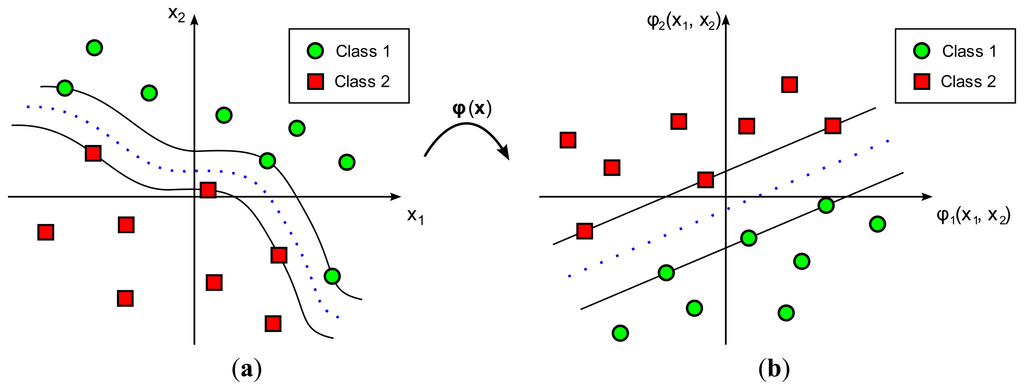 x₂
Class 1
Class 2
x₁
(a)
φ(x)
φ₂(x₁, x₂)
Class 1
Class 2
φ₁(x₁, x₂)
(b)